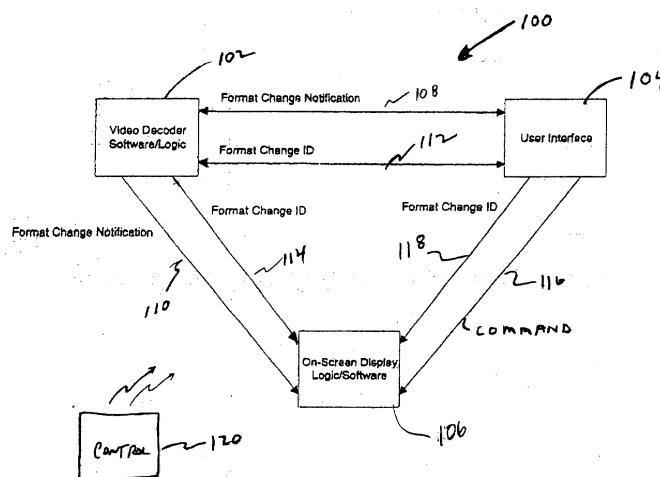 100
102
104
Format Change Notification
108
Video Decoder
Software/Logic
User Interface
Format Change ID
112
Format Change ID
Format Change ID
Format Change Notification
114
118
110
116
COMMAND
On-Screen Display
Logic/Software
106
CONTROL
120